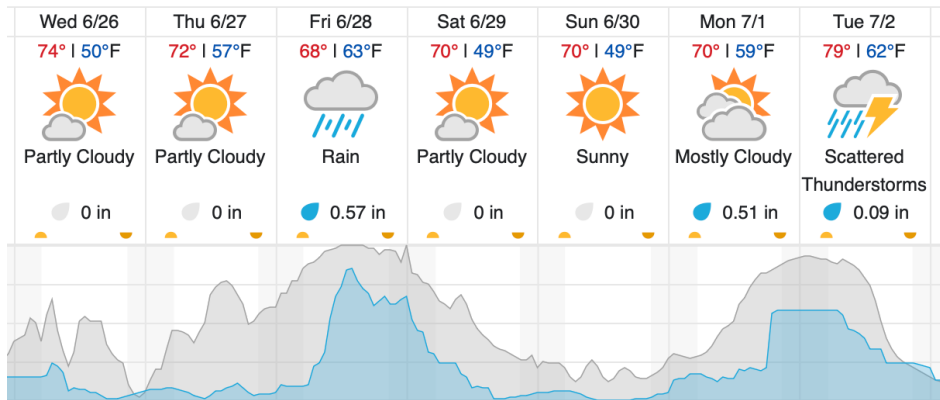 Wed 6/26 Thu 6/27 Fri 6/28 Sat 6/29 Sun 6/30 Mon 7/1 Tue 7/2
74° | 50°F 72° | 57°F 68° | 63°F 70° | 49°F 70° | 49°F 70° | 59°F 79° | 62°F
Partly Cloudy Partly Cloudy Rain Partly Cloudy Sunny Mostly Cloudy Scattered
Thunderstorms
0 in 0 in 0.57 in 0 in 0 in 0.51 in 0.09 in